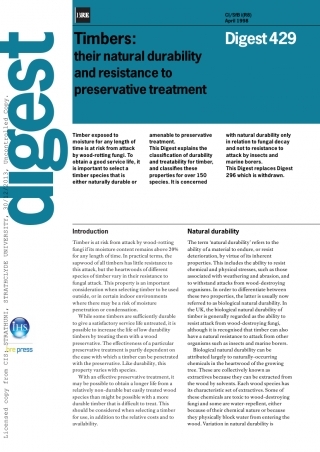 BRE
CI/SfB l(R8)
April 1998
Timbers:
their natural durability
and resistance to
preservative treatment
Digest 429
digest
Licensed copy from CIS: STRATHUNI, STRATHCLYDE UNIVERSITY, 30/11/2013, Uncontrolled Copy.
IHS
press
Timber exposed to
moisture for any length of
time is at risk from attack
by wood-rotting fungi. To
obtain a good service life, it
is important to select a
timber species that is
either naturally durable or
amenable to preservative
treatment.
This Digest explains the
classification of durability
and treatability for timber,
and classifies these
properties for over 150
species. It is concerned
with natural durability only
in relation to fungal decay
and not to resistance to
attack by insects and
marine borers.
This Digest replaces Digest
296 which is withdrawn.
Introduction
Timber is at risk from attack by wood-rotting
fungi if its moisture content remains above 20%
for any length of time. In practical terms, the
sapwood of all timbers has little resistance to
this attack, but the heartwoods of different
species of timber vary in their resistance to
fungal attack. This property is an important
consideration when selecting timber to be used
outside, or in certain indoor environments
where there may be a risk of moisture
penetration or condensation.
While some timbers are sufficiently durable
to give a satisfactory service life untreated, it is
possible to increase the life of low durability
timbers by treating them with a wood
preservative. The effectiveness of a particular
preservative treatment is partly dependent on
the ease with which a timber can be penetrated
with the preservative. Like durability, this
property varies with species.
With an effective preservative treatment, it
may be possible to obtain a longer life from a
relatively non-durable but easily treated wood
species than might be possible with a more
durable timber that is difficult to treat. This
should be considered when selecting a timber
for use, in addition to the relative costs and to
availability.
Natural durability
The term 'natural durability' refers to the
ability of a material to endure, or resist
deterioration, by virtue of its inherent
properties. This includes the ability to resist
chemical and physical stresses, such as those
associated with weathering and abrasion, and
to withstand attacks from wood-destroying
organisms. In order to differentiate between
these two properties, the latter is usually now
referred to as biological natural durability. In
the UK, the biological natural durability of
timber is generally regarded as the ability to
resist attack from wood-destroying fungi,
although it is recognised that timber can also
have a natural resistance to attack from other
organisms such as insects and marine borers.
Biological natural durability can be
attributed largely to naturally-occurring
chemicals in the heartwood of the growing
tree. These are collectively known as
extractives because they can be extracted from
the wood by solvents. Each wood species has
its characteristic set of extractives. Some of
these chemicals are toxic to wood-destroying
fungi and some are water-repellent, either
because of their chemical nature or because
they physically block water from entering the
wood. Variation in natural durability is